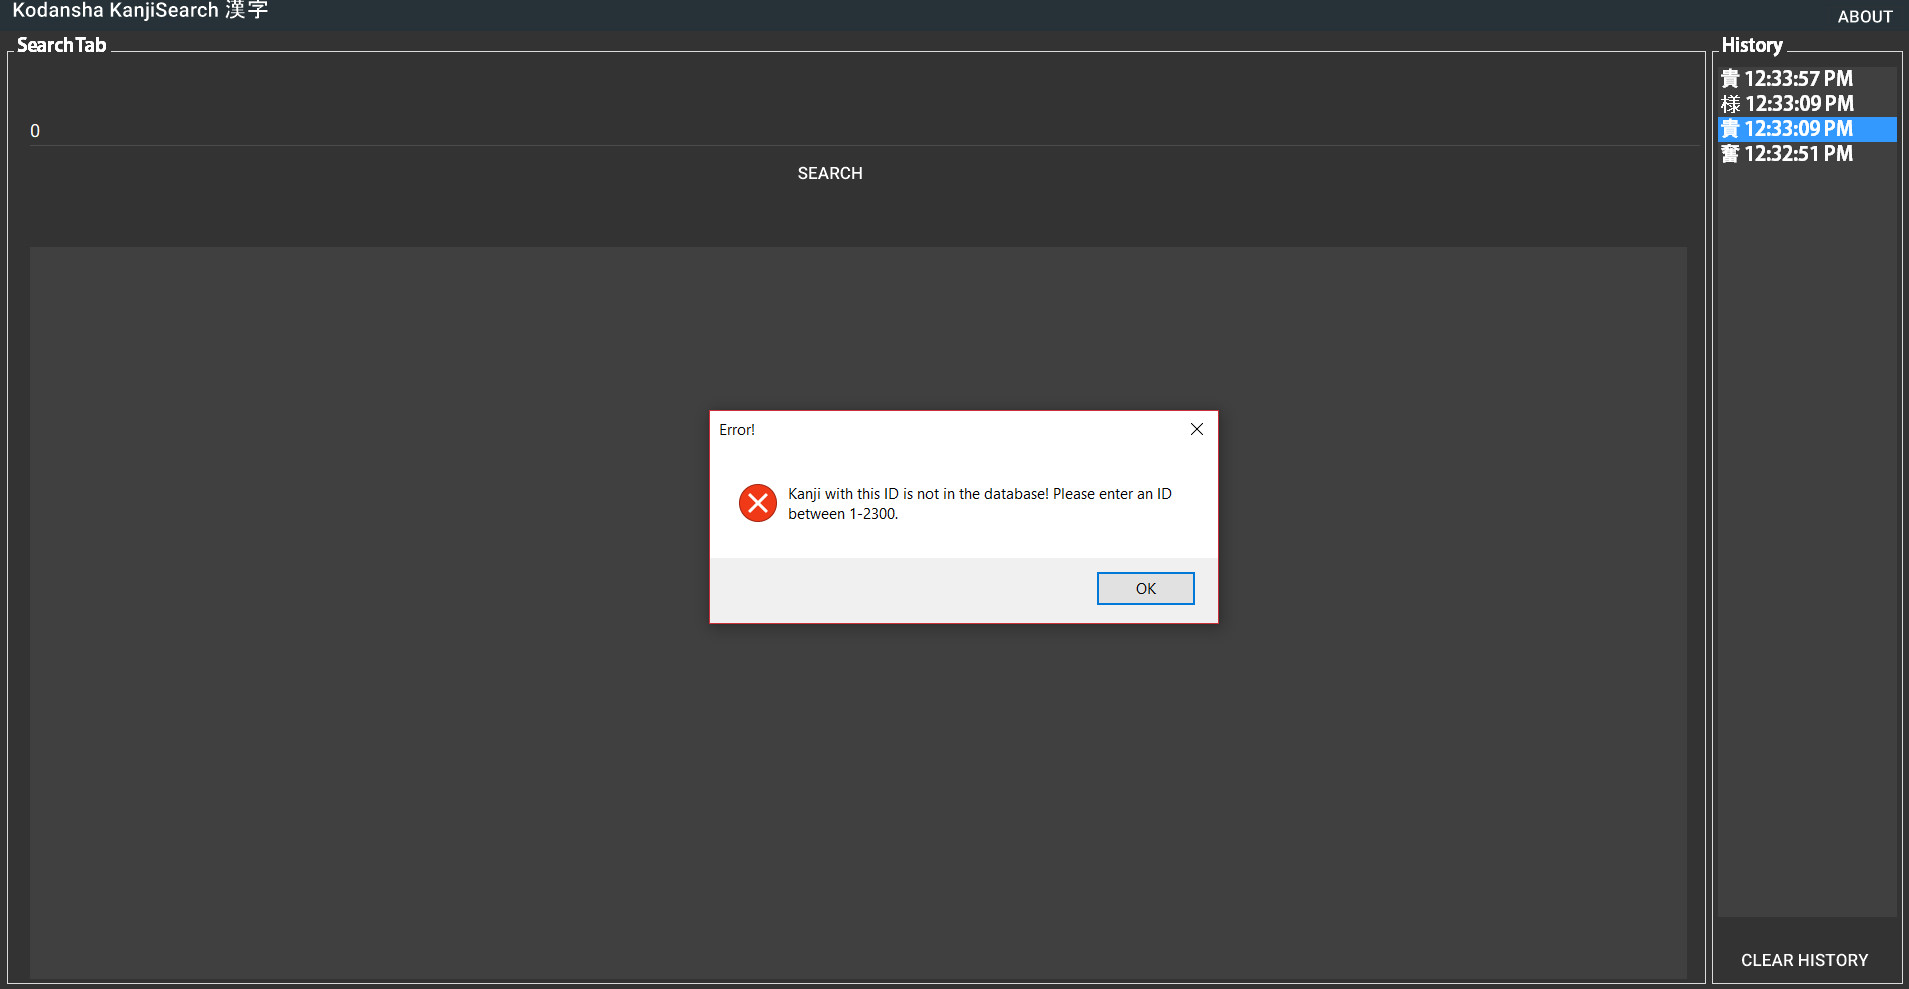 Kodansha KanjiSearch 漢字
ABOUT
SearchTab
0
SEARCH
Error!
Kanji with this ID is not in the database! Please enter an ID
between 1-2300.
OK
History
貴 12:33:57 PM
様 12:33:09 PM
貴 12:33:09 PM
奮 12:32:51 PM
CLEAR HISTORY